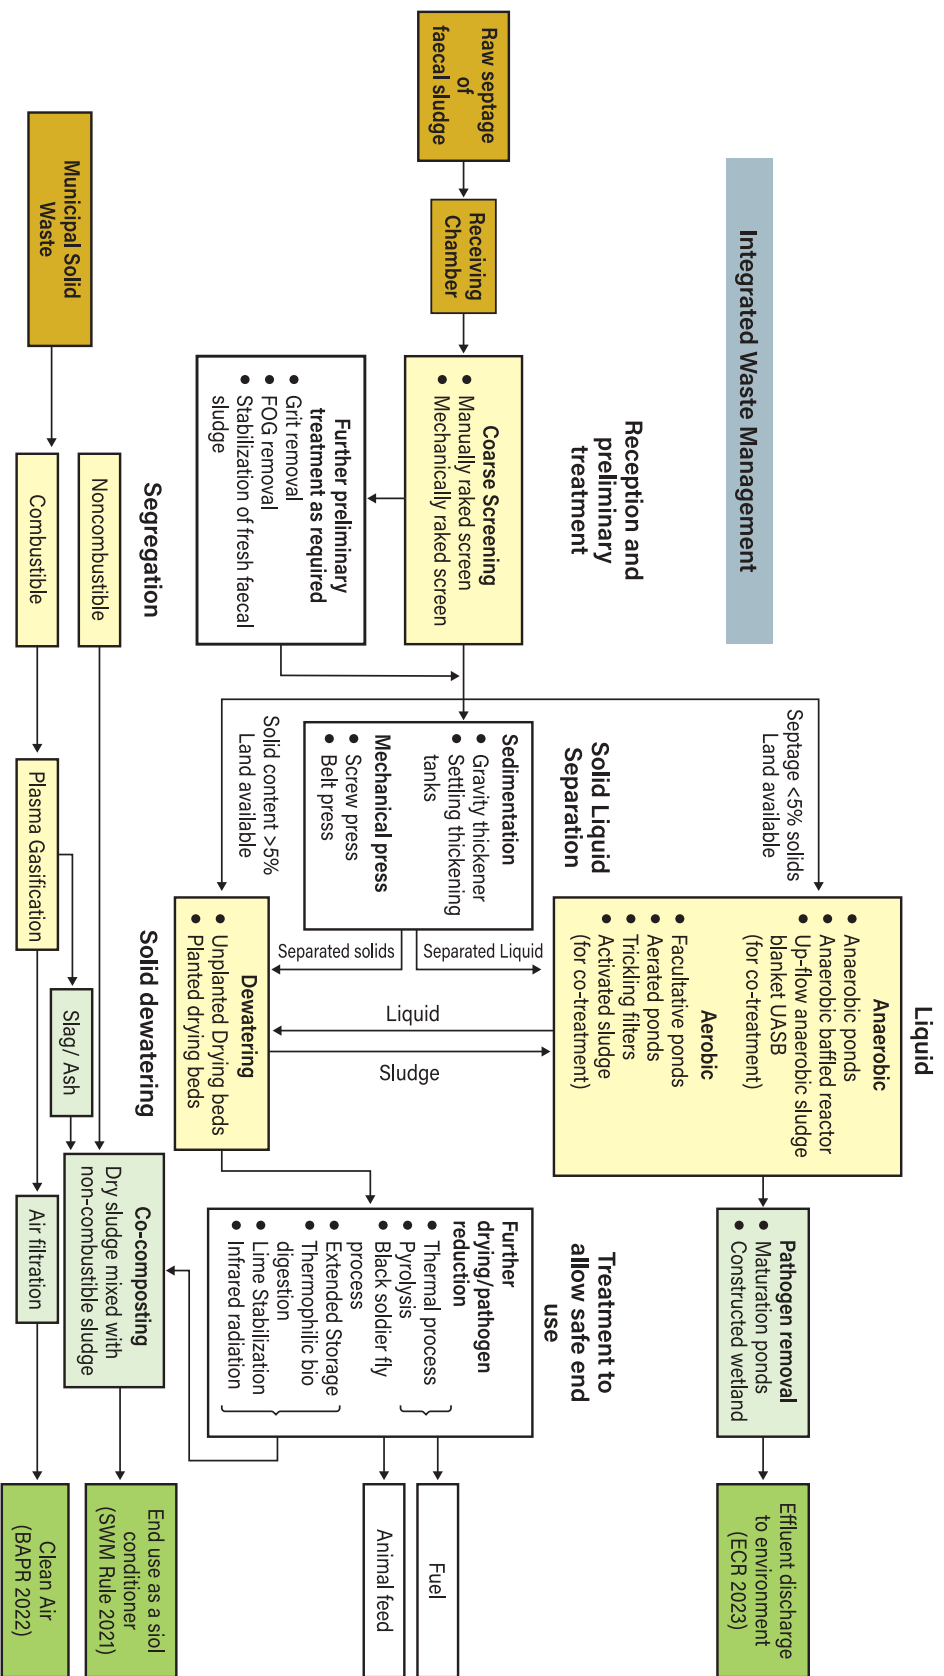 Integrated Waste Management
Reception and
preliminary
treatment
Solid Liquid
Separation
Liquid
Treatment to
allow safe end
use
Raw septage
of
faecal sludge
Receiving
Chamber
Coarse Screening
● Manually raked screen
● Mechanically raked screen
Further preliminary
treatment as required
● Grit removal
● FOG removal
● Stabilization of fresh faecal
sludge
Septage <5% solids
Land available
Sedimentation
● Gravity thickener
● Settling thickening
tanks
Mechanical press
● Screw press
● Belt press
Solid content >5%
Land available
Separated Liquid
Separated solids
Anaerobic
● Anaerobic ponds
● Anaerobic baffled reactor
● Up-flow anaerobic sludge
blanket UASB
(for co-treatment)
Aerobic
● Facultative ponds
● Aerated ponds
● Trickling filters
● Activated sludge
(for co-treatment)
Liquid
Sludge
Dewatering
● Unplanted Drying beds
● Planted drying beds
Solid dewatering
Pathogen removal
● Maturation ponds
● Constructed wetland
Effluent discharge
to environment
(ECR 2023)
Further
drying/pathogen
reduction
● Thermal process
● Pyrolysis
● Black soldier fly
process
● Extended Storage
● Thermophilic bio
digestion
● Lime Stabilization
● Infrared radiation
Fuel
Animal feed
Municipal Solid
Waste
Segregation
Noncombustible
Combustible
Plasma Gasification
Slag/ Ash
Co-composting
Dry sludge mixed with
non-combustible sludge
Air filtration
End use as a siol
conditioner
(SWM Rule 2021)
Clean Air
(BAPR 2022)